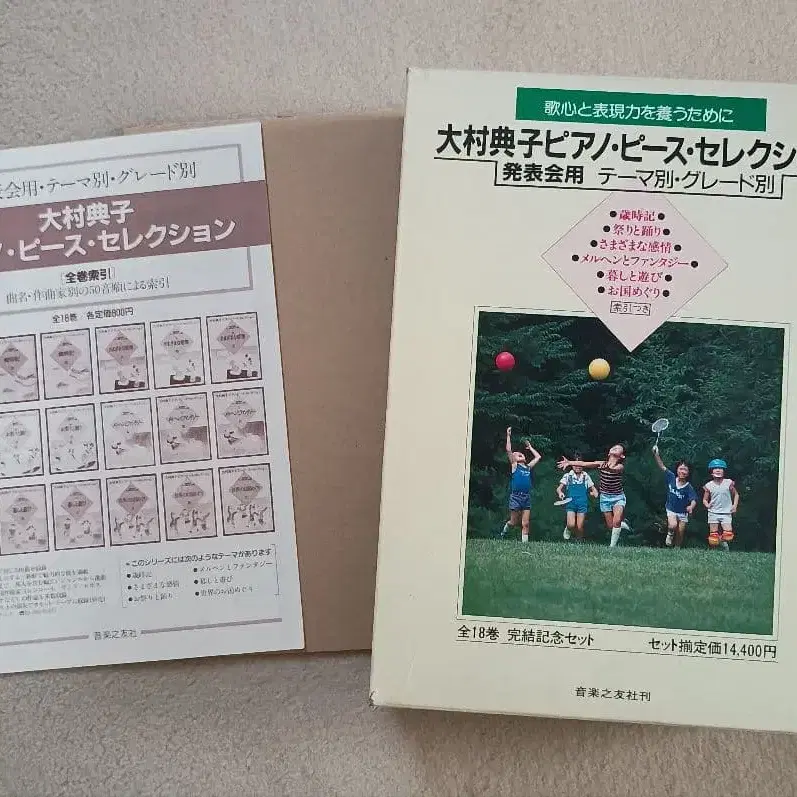 会用・テーマ別・グレード別
大村典子
ノ・ピース・セレクション
[全巻索引]
曲名・作曲家別の50音順による索引
全18巻 各定価800円
●このシリーズには次のようなテーマがあります
●歳時記
●メルヘンとファンタジー
●さまざまな感情
●暮しと遊び
●お祭りと踊り
●世界のお国めぐり
音楽之友社
歌心と表現力を養うために
大村典子ピアノ・ピース・セレクシ
発表会用 テーマ別・グレード別
●歳時記●
●祭りと踊り●
●さまざまな感情●
●メルヘンとファンタジー●
●暮しと遊び●
●お国めぐり●
索引つき
全18巻 完結記念セット
セット揃定価14,400円
音楽之友社刊